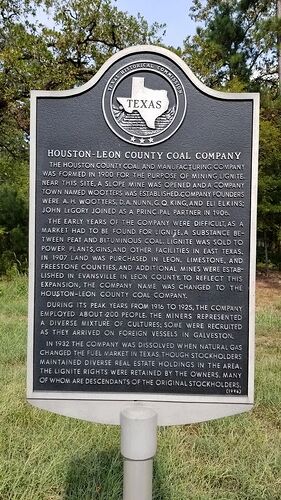 TEXAS HISTORICAL COMMISSION
TEXAS
HOUSTON-LEON COUNTY COAL COMPANY
THE HOUSTON COUNTY COAL AND MANUFACTURING COMPANY
WAS FORMED IN 1900 FOR THE PURPOSE OF MINING LIGNITE.
NEAR THIS SITE, A SLOPE MINE WAS OPENED AND A COMPANY
TOWN NAMED WOOTTERS WAS ESTABLISHED. COMPANY FOUNDERS
WERE A. H. WOOTTERS, D.A. NUNN, G.Q. KING, AND ELI ELKINS;
JOHN LEGORY JOINED AS A PRINCIPAL PARTNER IN 1906.
THE EARLY YEARS OF THE COMPANY WERE DIFFICULT, AS A
MARKET HAD TO BE FOUND FOR LIGNITE, A SUBSTANCE BE-
TWEEN PEAT AND BITUMINOUS COAL. LIGNITE WAS SOLD TO
POWER PLANTS, GINS, AND OTHER FACILITIES IN EAST TEXAS.
IN 1907 LAND WAS PURCHASED IN LEON, LIMESTONE, AND
FREESTONE COUNTIES, AND ADDITIONAL MINES WERE ESTAB-
LISHED IN EVANSVILLE IN LEON COUNTY. TO REFLECT THIS
EXPANSION, THE COMPANY NAME WAS CHANGED TO THE
HOUSTON-LEON COUNTY COAL COMPANY.
DURING ITS PEAK YEARS FROM 1915 TO 1925, THE COMPANY
EMPLOYED ABOUT 200 PEOPLE. THE MINERS REPRESENTED
A DIVERSE MIXTURE OF CULTURES; SOME WERE RECRUITED
AS THEY ARRIVED ON FOREIGN VESSELS IN GALVESTON.
IN 1932 THE COMPANY WAS DISSOLVED WHEN NATURAL GAS
CHANGED THE FUEL MARKET IN TEXAS. THOUGH STOCKHOLDERS
MAINTAINED DIVERSE REAL ESTATE HOLDINGS IN THE AREA,
THE LIGNITE RIGHTS WERE RETAINED BY THE OWNERS, MANY
OF WHOM ARE DESCENDANTS OF THE ORIGINAL STOCKHOLDERS.
(1996)